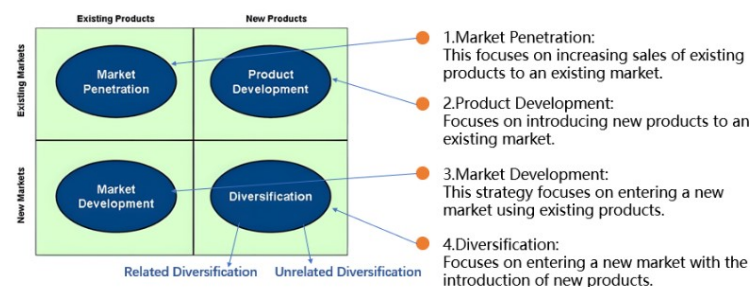 Existing Products
New Products
Existing Markets
Market
Penetration
Product
Development
New Markets
Market
Development
Diversification
Related Diversification
Unrelated Diversification
1.Market Penetration:
This focuses on increasing sales of existing
products to an existing market.
2.Product Development:
Focuses on introducing new products to an
existing market.
3.Market Development:
This strategy focuses on entering a new
market using existing products.
4.Diversification:
Focuses on entering a new market with the
introduction of new products.